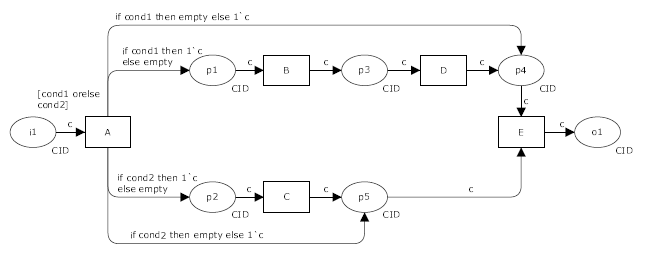 if cond1 then empty else 1`c
if cond1 then 1`c
else empty
c
p1
c
B
c
p3
c
D
c
p4
CID
CID
CID
[cond1 orelse
cond2]
c
i1
c
A
E
c
o1
CID
CID
if cond2 then 1`c
else empty
p2
c
C
c
p5
c
CID
CID
if cond2 then empty else 1`c